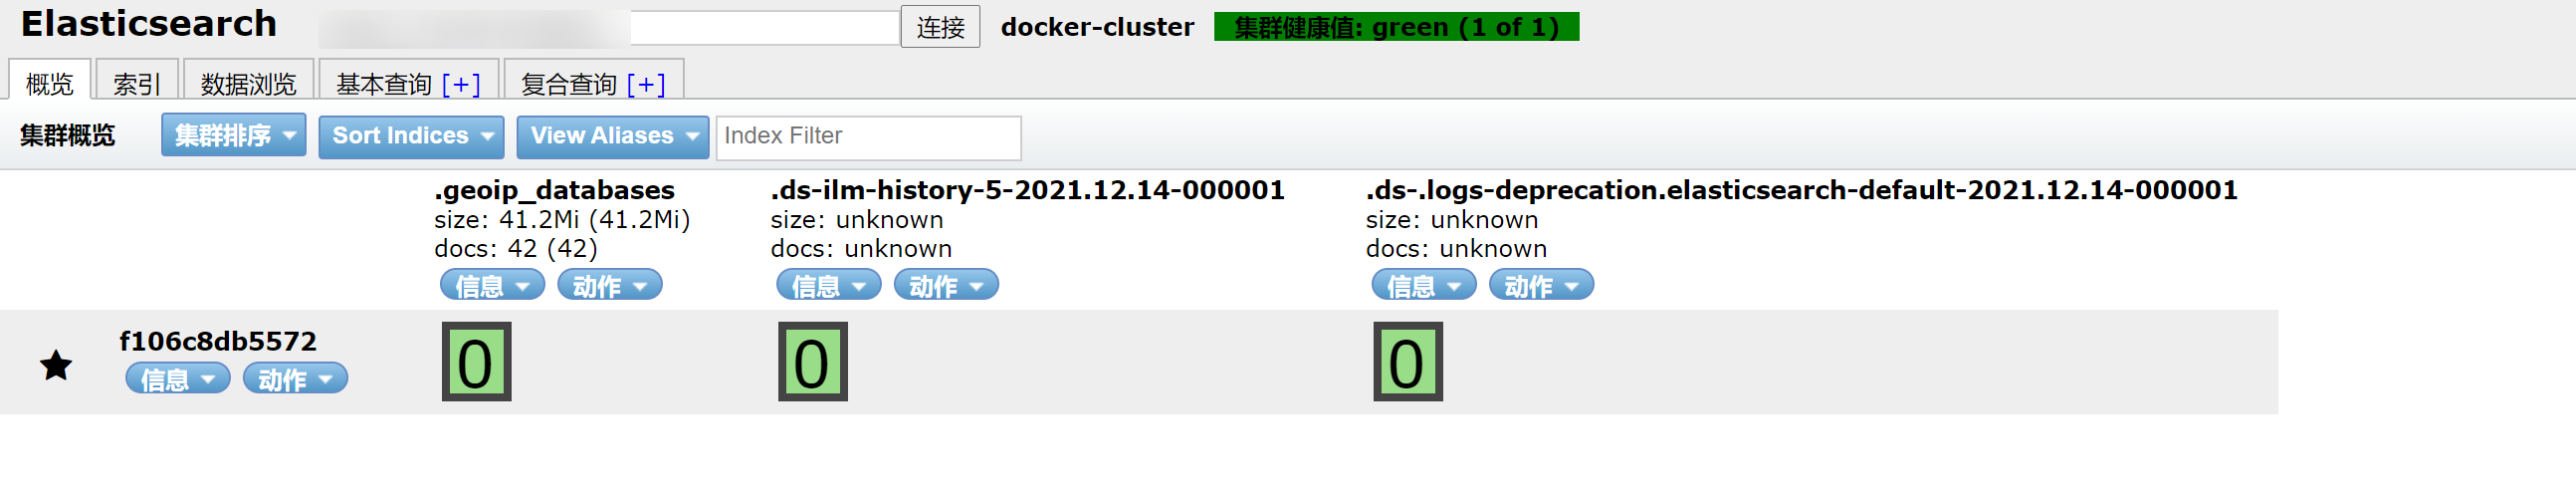 Elasticsearch 连接 docker-cluster 集群健康值: green (1 of 1)
概览 索引 数据浏览 基本查询 [+] 复合查询 [+]
集群概览 集群排序 Sort Indices View Aliases Index Filter
.geoip_databases .ds-ilm-history-5-2021.12.14-000001 .ds-.logs-deprecation.elasticsearch-default-2021.12.14-000001
size: 41.2Mi (41.2Mi) size: unknown size: unknown
docs: 42 (42) docs: unknown docs: unknown
信息 动作 信息 动作 信息 动作
f106c8db5572 0 0 0
信息 动作